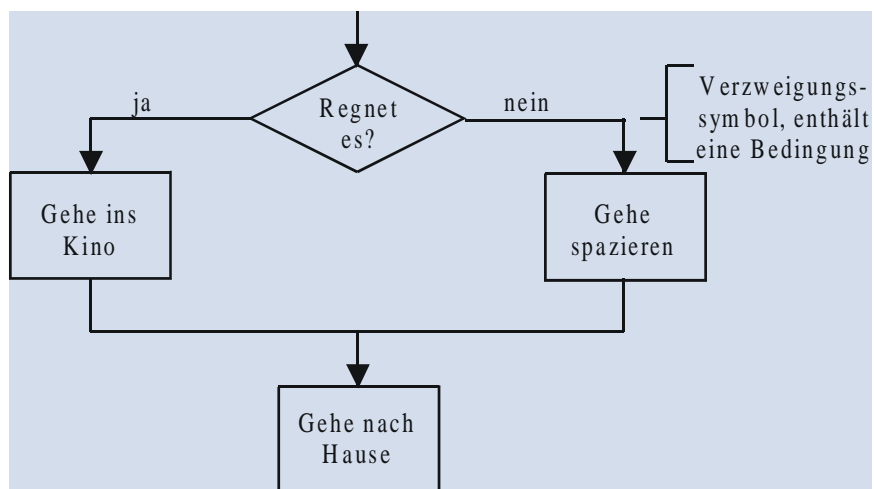 ja
Regnet
es?
nein
Verzweigungs-
symbol, enthält
eine Bedingung
Gehe ins
Kino
Gehe
spazieren
Gehe nach
Hause